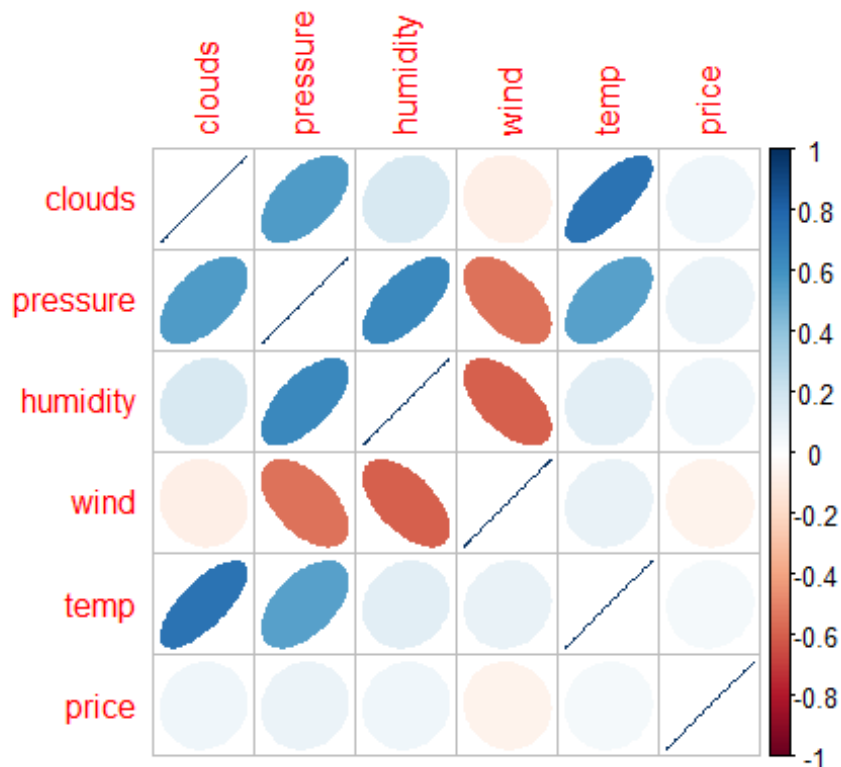 clouds
pressure
humidity
wind
temp
price
clouds
pressure
humidity
wind
temp
price
1
0.8
0.6
0.4
0.2
0
-0.2
-0.4
-0.6
-0.8
-1